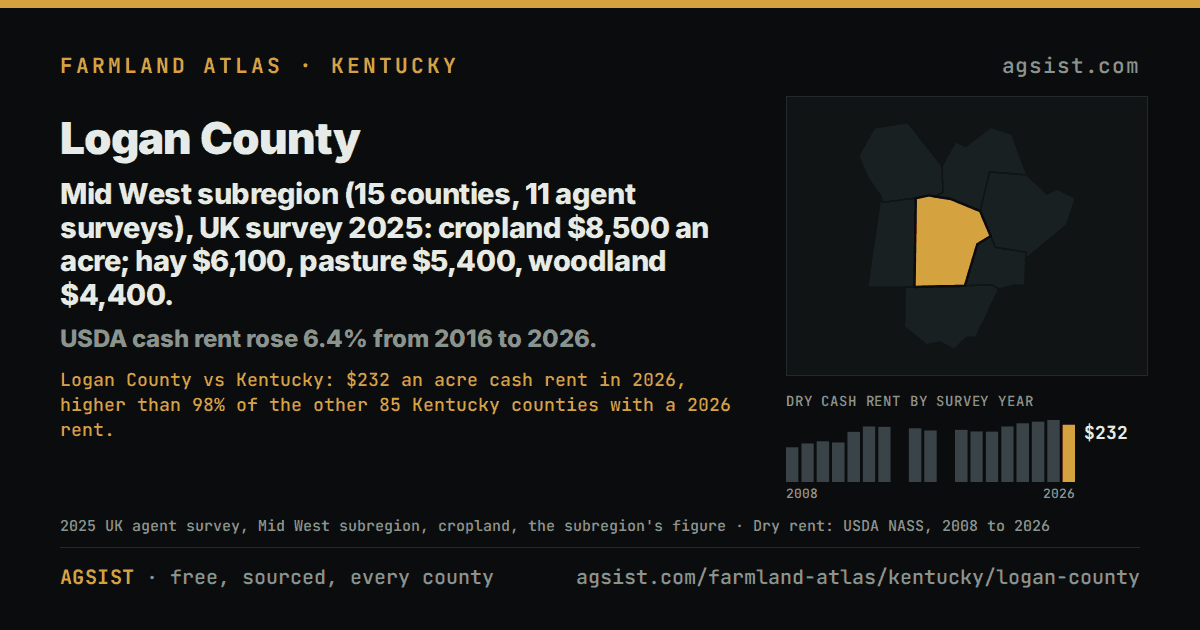 FARMLAND ATLAS · KENTUCKY
agsist.com
Logan County
Mid West subregion (15 counties, 11 agent
surveys), UK survey 2025: cropland $8,500 an
acre; hay $6,100, pasture $5,400, woodland
$4,400.
USDA cash rent rose 6.4% from 2016 to 2026.
Logan County vs Kentucky: $232 an acre cash rent in 2026,
higher than 98% of the other 85 Kentucky counties with a 2026
rent.
DRY CASH RENT BY SURVEY YEAR
$232
2008
2026
2025 UK agent survey, Mid West subregion, cropland, the subregion's figure · Dry rent: USDA NASS, 2008 to 2026
AGSIST · free, sourced, every county
agsist.com/farmland-atlas/kentucky/logan-county